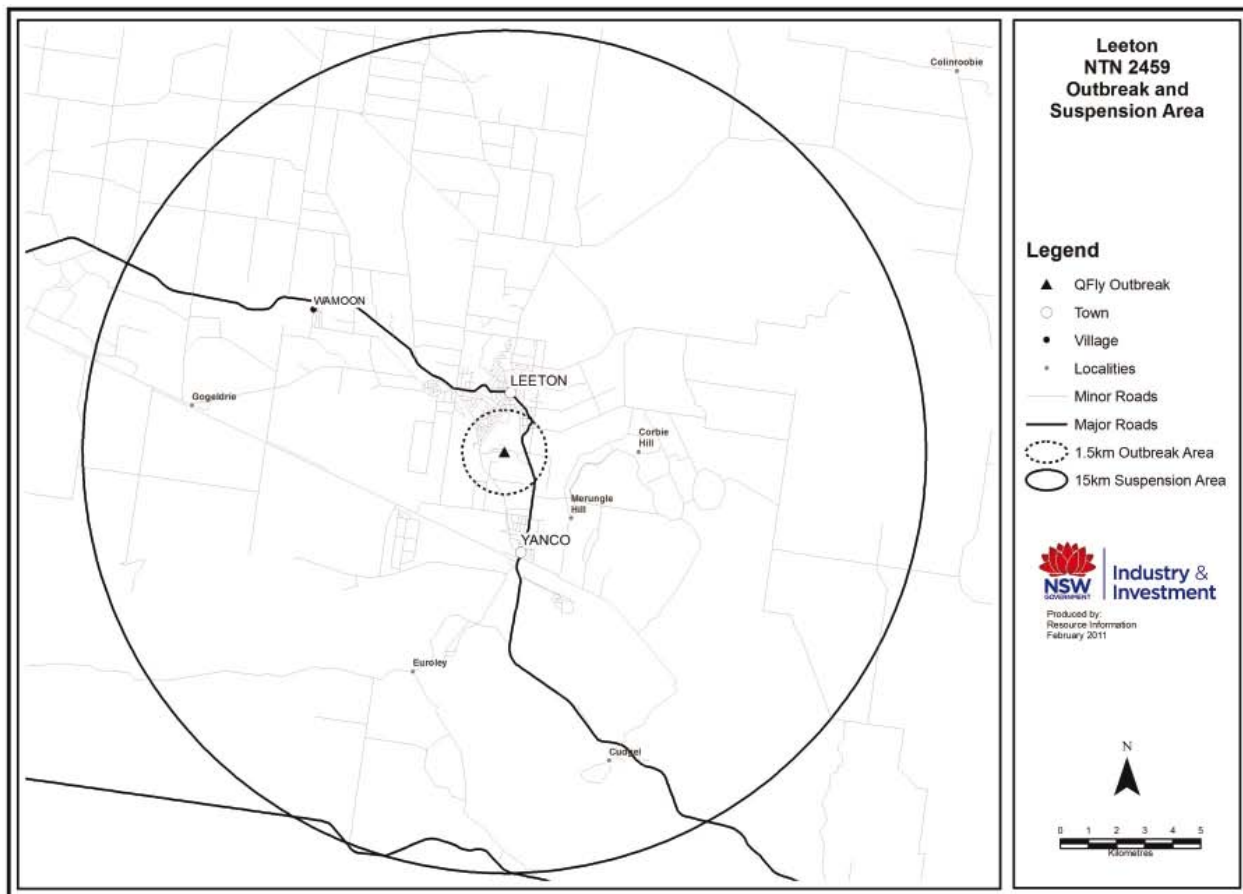 Colinroobie
WAMOON
LEETON
Gogeldrie
Corbie
Hill
Merungle
Hill
YANCO
Euroley
Cudgel
Leeton
NTN 2459
Outbreak and
Suspension Area
Legend
QFly Outbreak
Town
Village
Localities
Minor Roads
Major Roads
1.5km Outbreak Area
15km Suspension Area
NSW
GOVERNMENT
Industry &
Investment
Produced by:
Resource Information
February 2011
N
0 1 2 3 4 5
Kilometres